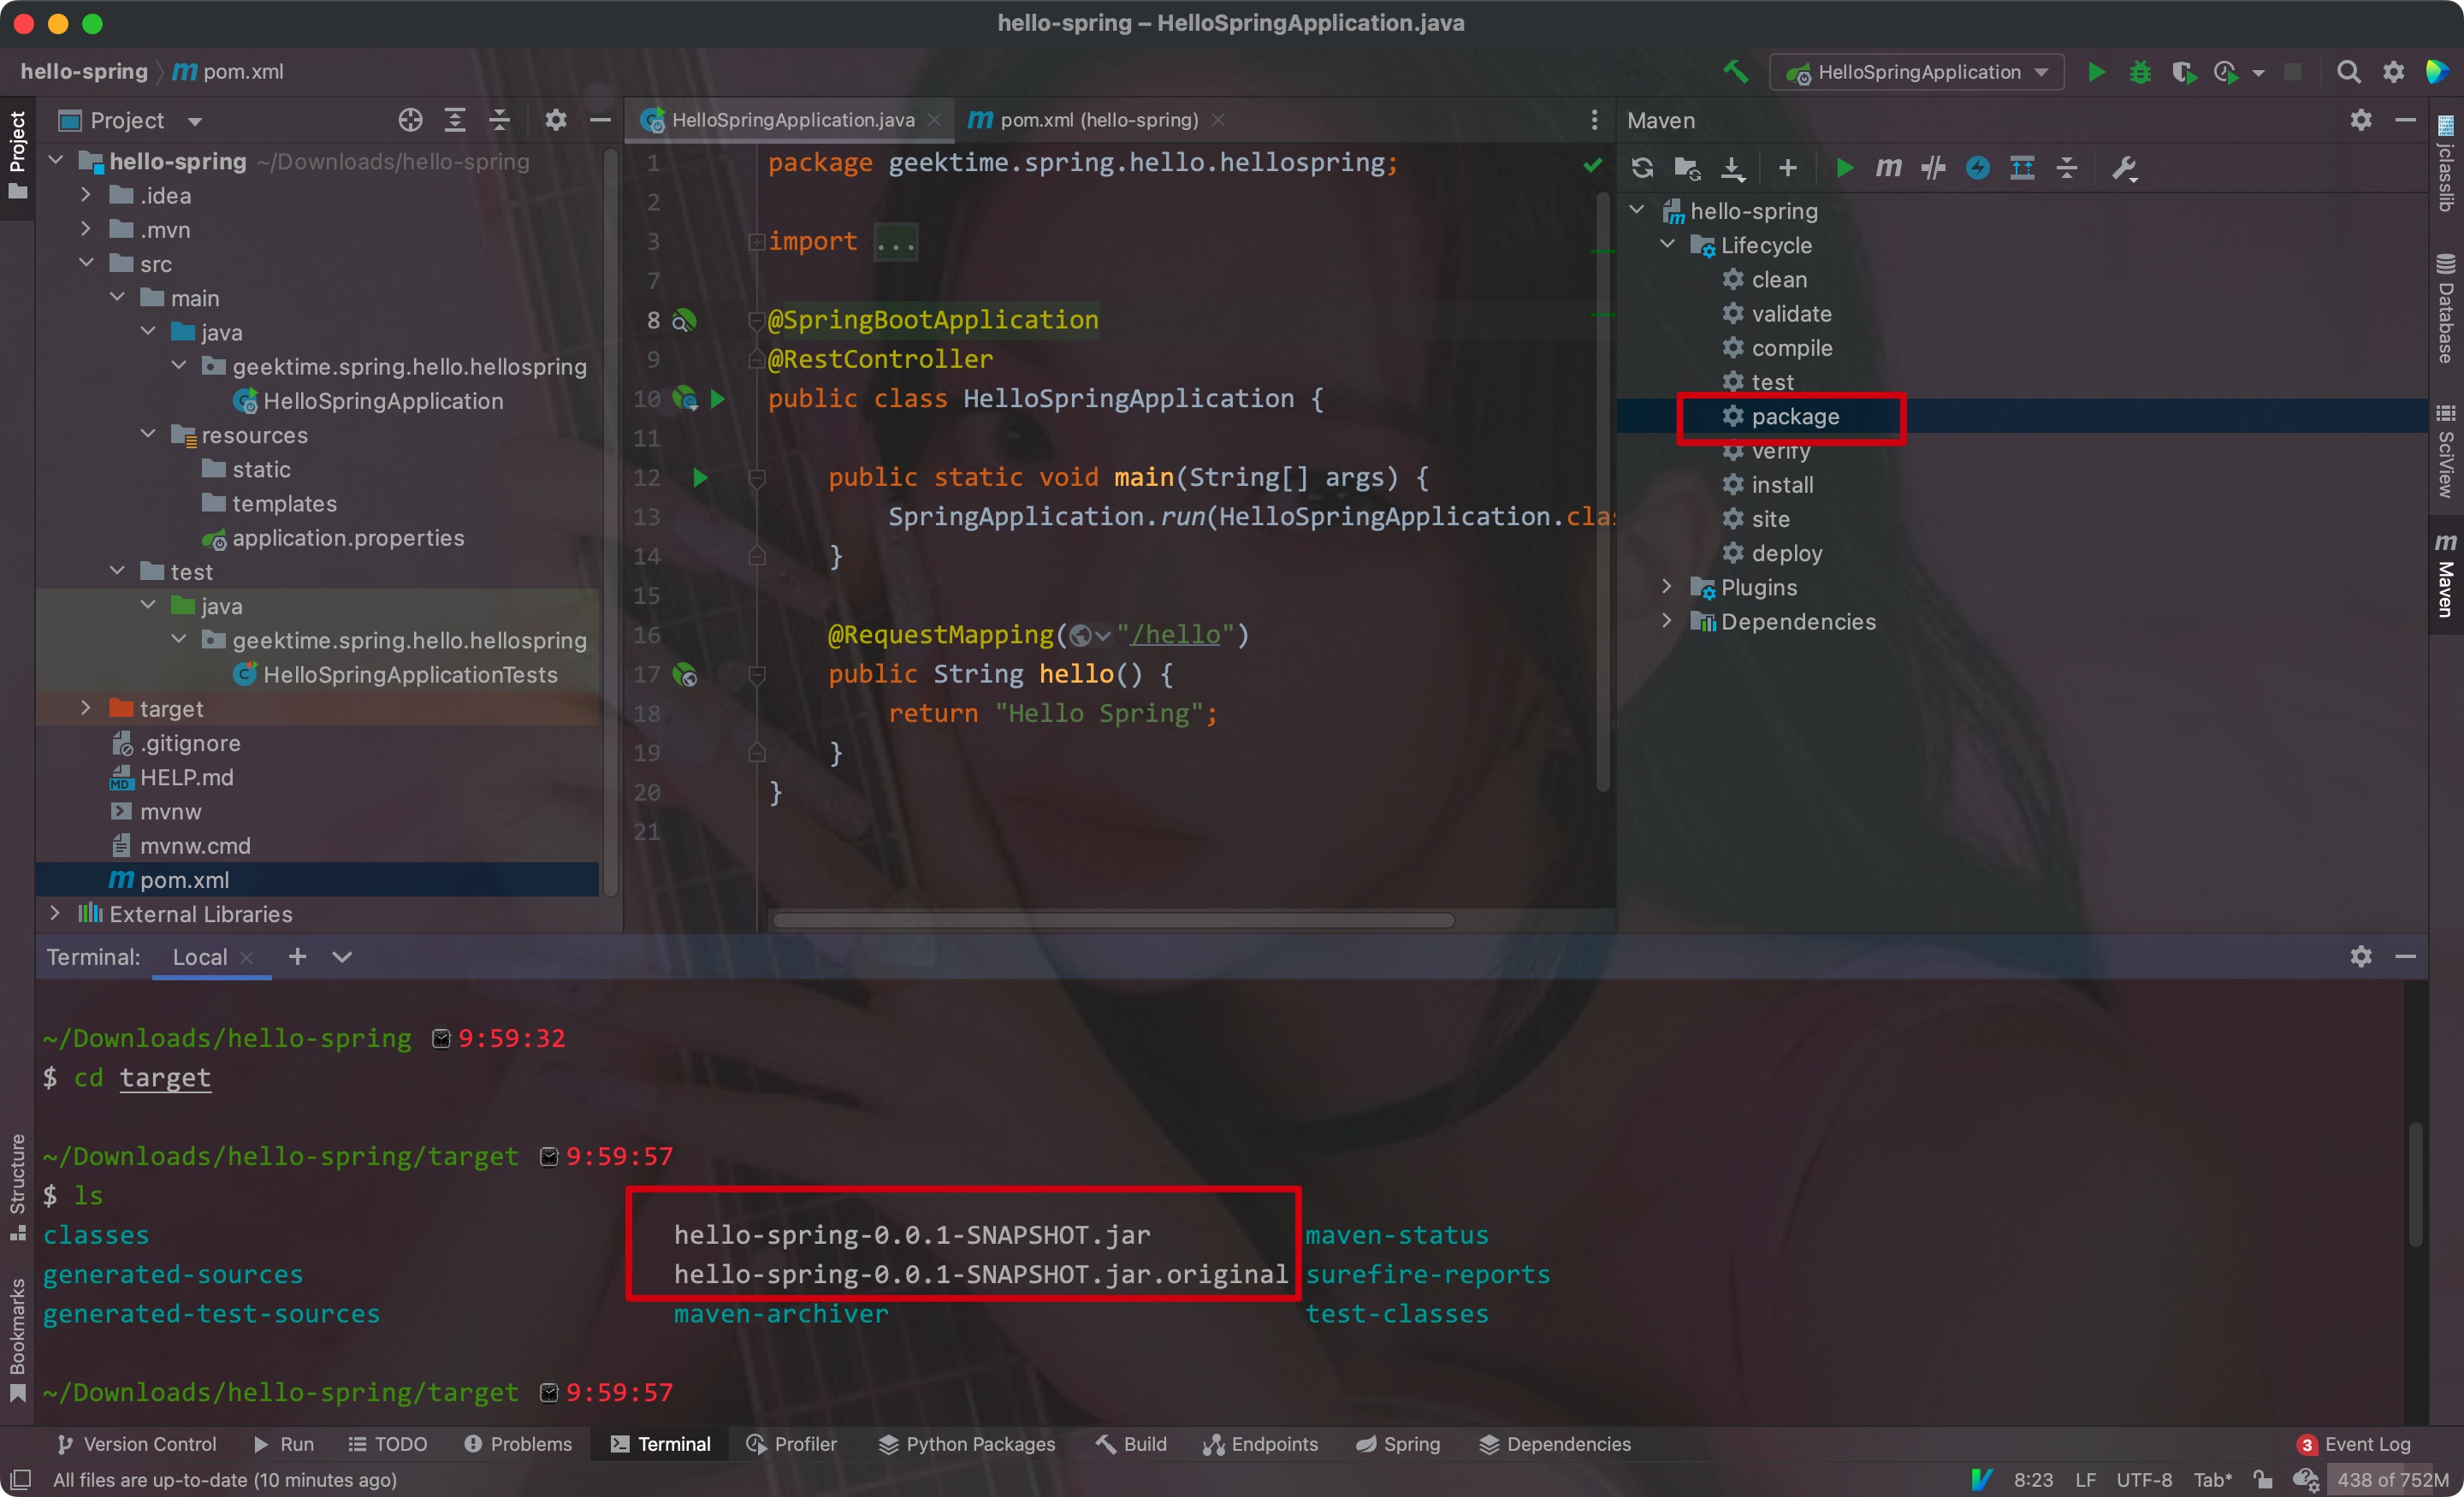 hello-spring – HelloSpringApplication.java
hello-spring
pom.xml
HelloSpringApplication
Project
Project
hello-spring ~/Downloads/hello-spring
.idea
.mvn
src
main
java
geektime.spring.hello.hellospring
HelloSpringApplication
resources
static
templates
application.properties
test
java
geektime.spring.hello.hellospring
HelloSpringApplicationTests
target
.gitignore
HELP.md
mvnw
mvnw.cmd
pom.xml
External Libraries
HelloSpringApplication.java
pom.xml (hello-spring)
1 package geektime.spring.hello.hellospring;
2
3 import ...
7
8 @SpringBootApplication
9 @RestController
10 public class HelloSpringApplication {
11
12 public static void main(String[] args) {
13 SpringApplication.run(HelloSpringApplication.clas
14 }
15
16 @RequestMapping("/hello")
17 public String hello() {
18 return "Hello Spring";
19 }
20 }
21
Maven
hello-spring
Lifecycle
clean
validate
compile
test
package
verify
install
site
deploy
Plugins
Dependencies
jclasslib
Database
SciView
Maven
Terminal:
Local
~/Downloads/hello-spring 9:59:32
$ cd target
~/Downloads/hello-spring/target 9:59:57
$ ls
classes hello-spring-0.0.1-SNAPSHOT.jar maven-status
generated-sources hello-spring-0.0.1-SNAPSHOT.jar.original surefire-reports
generated-test-sources maven-archiver test-classes
~/Downloads/hello-spring/target 9:59:57
Structure
Bookmarks
Version Control
Run
TODO
Problems
Terminal
Profiler
Python Packages
Build
Endpoints
Spring
Dependencies
3 Event Log
All files are up-to-date (10 minutes ago)
8:23 LF UTF-8 Tab* 438 of 752M